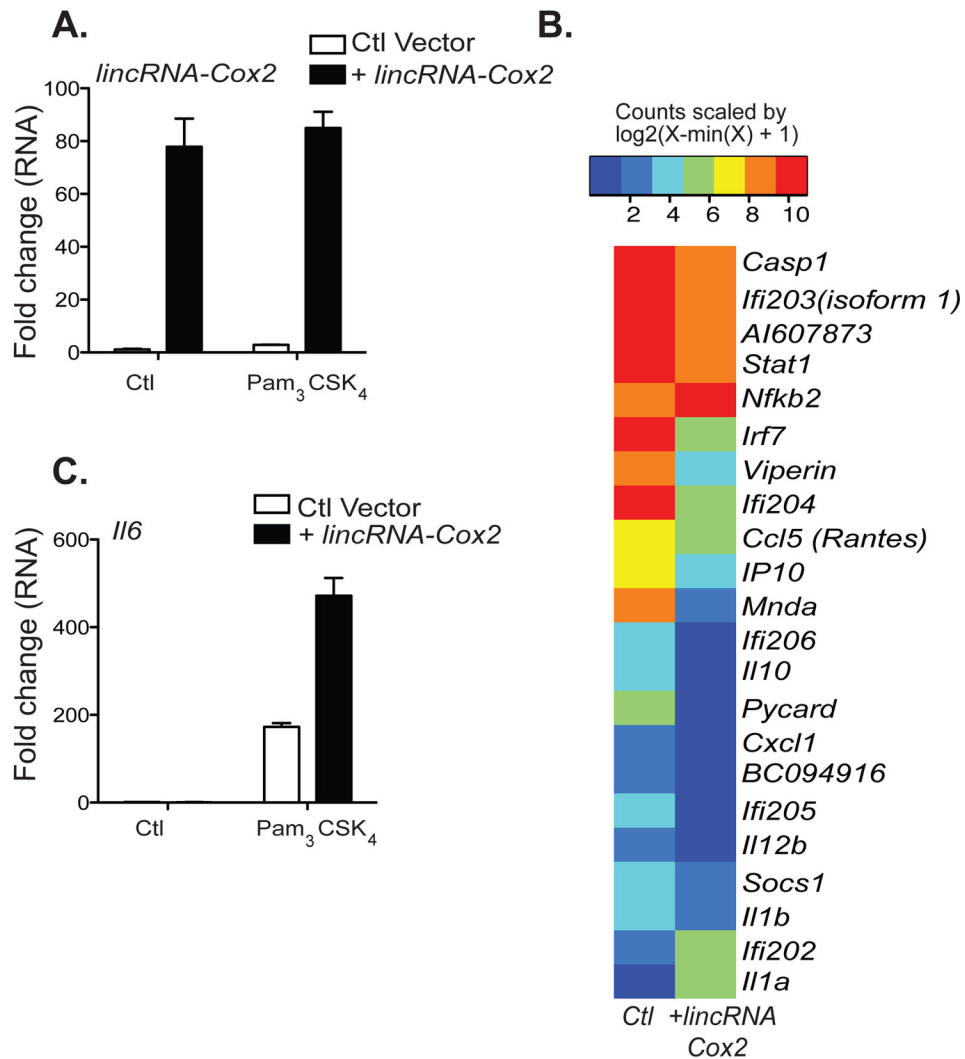 A.
Ctl Vector
+ lincRNA-Cox2
lincRNA-Cox2
Fold change (RNA)
100
80
60
40
20
0
Ctl
Pam3CSK4
B.
Counts scaled by
log2(X-min(X) + 1)
2 4 6 8 10
Casp1
Ifi203(isoform 1)
AI607873
Stat1
Nfkb2
Irf7
Viperin
Ifi204
Ccl5 (Rantes)
IP10
Mnda
Ifi206
Il10
Pycard
Cxcl1
BC094916
Ifi205
Il12b
Socs1
Il1b
Ifi202
Il1a
Ctl +lincRNA
Cox2
C.
Ctl Vector
+ lincRNA-Cox2
Il6
Fold change (RNA)
600
400
200
0
Ctl
Pam3CSK4